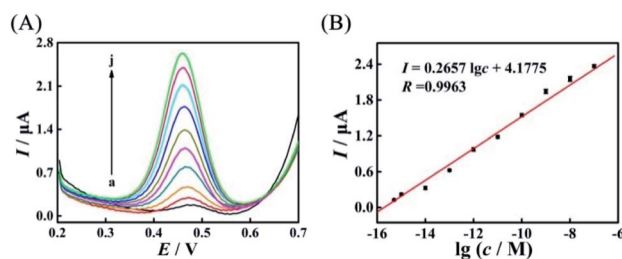 (A)
2.8
2.1
1.4
0.7
0.0
I / μA
j
a
0.2 0.3 0.4 0.5 0.6 0.7
E / V
(B)
2.4
1.8
1.2
0.6
0.0
I / μA
I = 0.2657 lgc + 4.1775
R =0.9963
-16 -14 -12 -10 -8 -6
lg (c / M)